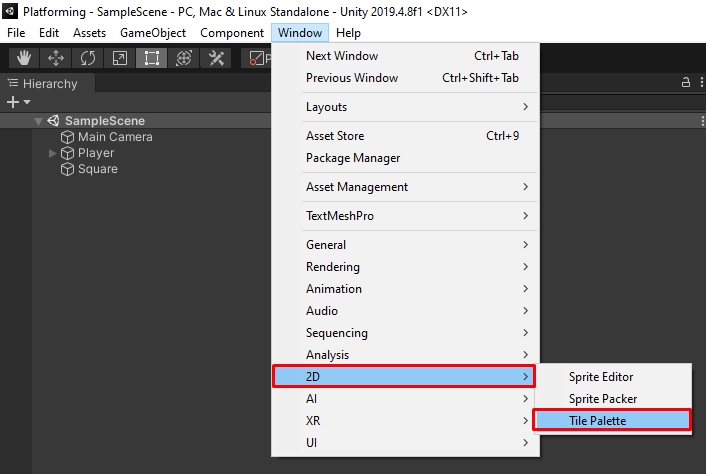 Platforming - SampleScene - PC, Mac & Linux Standalone - Unity 2019.4.8f1 <DX11>
File Edit Assets GameObject Component Window Help
Hierarchy
SampleScene
Main Camera
Player
Square
Next Window Ctrl+Tab
Previous Window Ctrl+Shift+Tab
Layouts
Asset Store Ctrl+9
Package Manager
Asset Management
TextMeshPro
General
Rendering
Animation
Audio
Sequencing
Analysis
2D
AI
XR
UI
Sprite Editor
Sprite Packer
Tile Palette